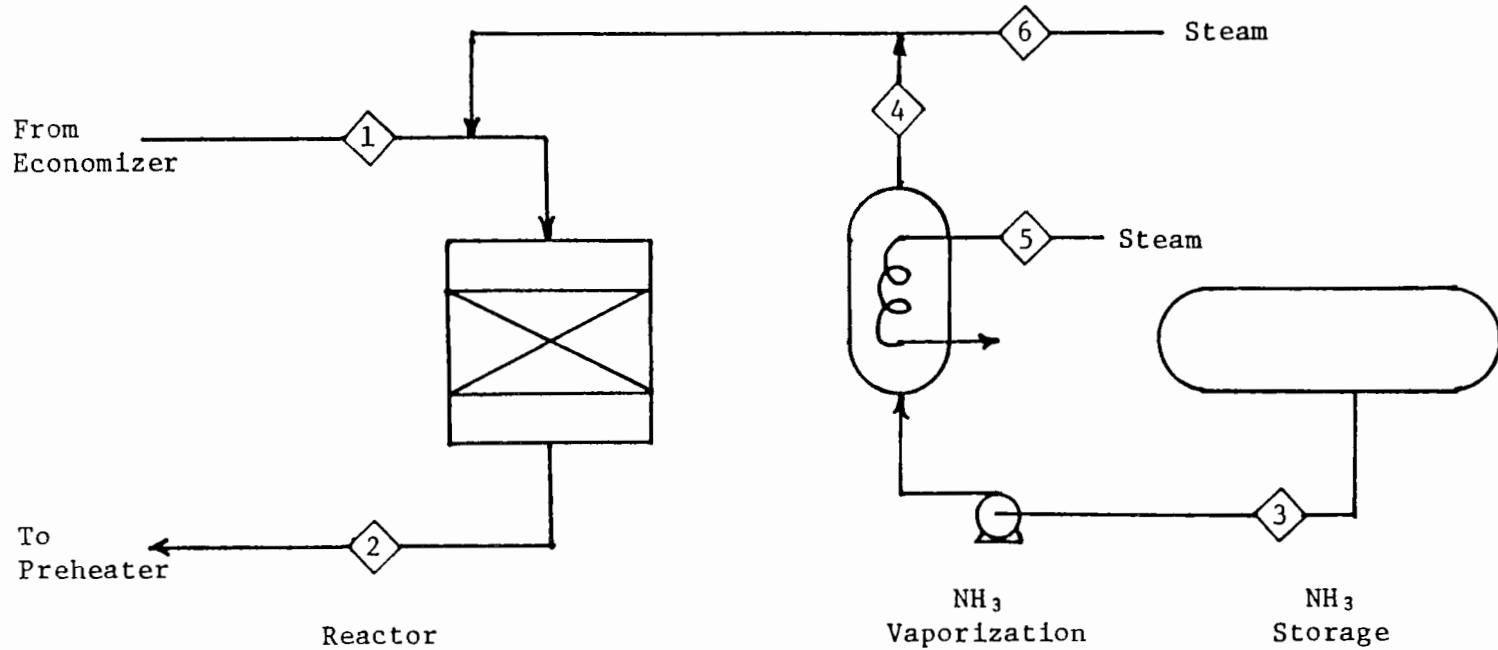 6
Steam
4
From
Economizer
1
5
Steam
3
To
Preheater
2
Reactor
NH₃
Vaporization
NH₃
Storage